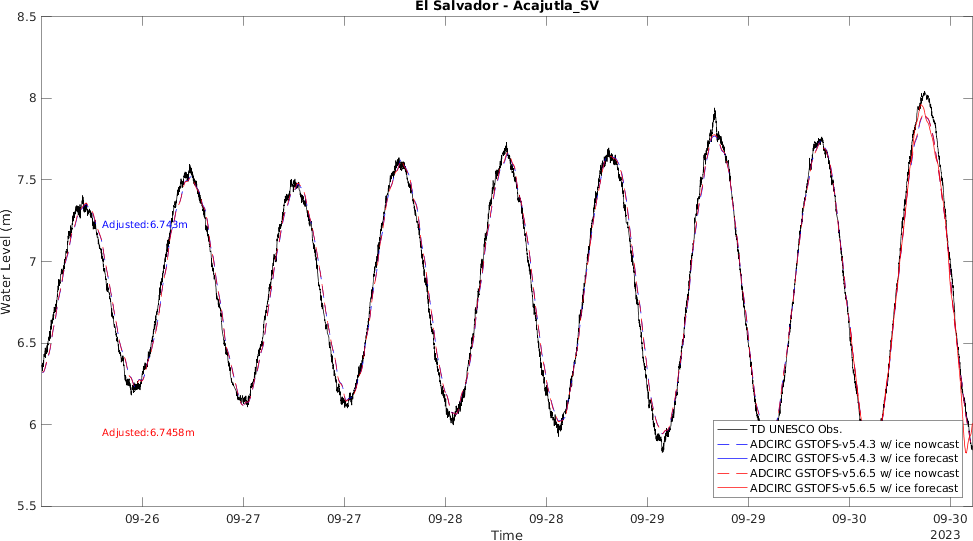 El Salvador - Acajutla_SV
8.5
8
7.5
7
6.5
6
5.5
Water Level (m)
Adjusted:6.743m
Adjusted:6.7458m
TD UNESCO Obs.
ADCIRC GSTOFS-v5.4.3 w/ ice nowcast
ADCIRC GSTOFS-v5.4.3 w/ ice forecast
ADCIRC GSTOFS-v5.6.5 w/ ice nowcast
ADCIRC GSTOFS-v5.6.5 w/ ice forecast
09-26 09-27 09-27 09-28 09-28 09-29 09-29 09-30 09-30
2023
Time